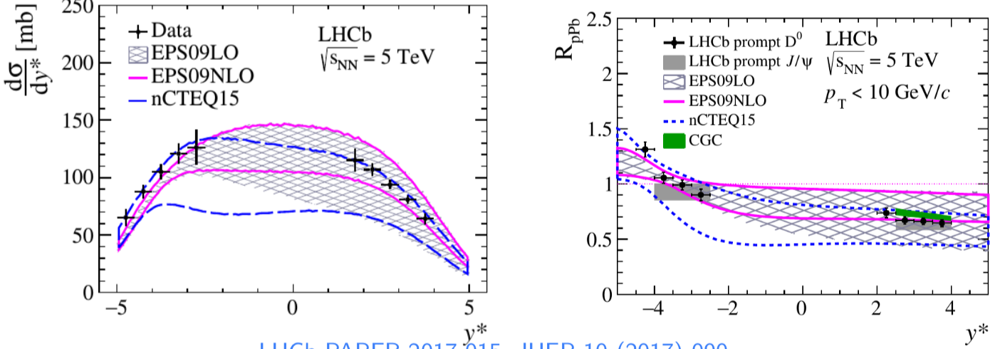 dσ
dy*
[mb]
250
200
150
100
50
0
Data
EPS09LO
EPS09NLO
nCTEQ15
LHCb
√sNN = 5 TeV
−5
0
5
y*
RpPb
2.5
2
1.5
1
0.5
0
LHCb prompt D⁰
LHCb prompt J/ψ
EPS09LO
EPS09NLO
nCTEQ15
CGC
LHCb
√sNN = 5 TeV
pT < 10 GeV/c
−4
−2
0
2
4
y*